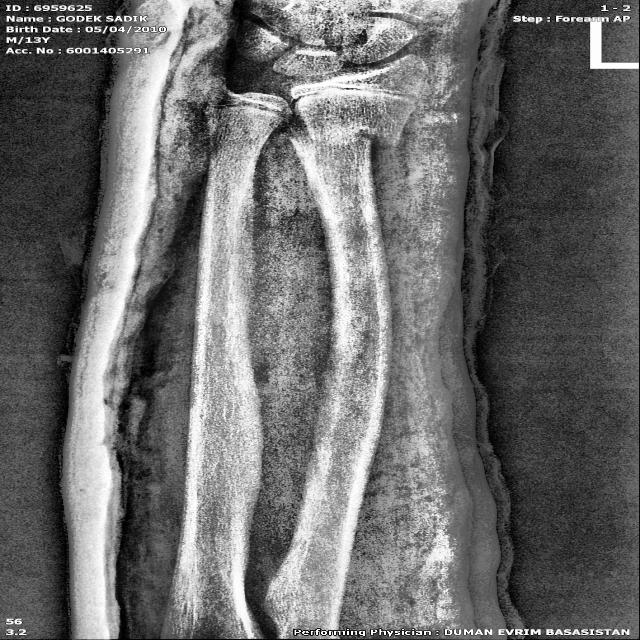 ID : 6959625
Name : GODEK SADIK
Birth Date : 05/04/2010
M/13Y
Acc. No : 6001405291
1 - 2
Step : Forearm AP
L
56
3.2
Performing Physician : DUMAN EVRIM BASASISTAN